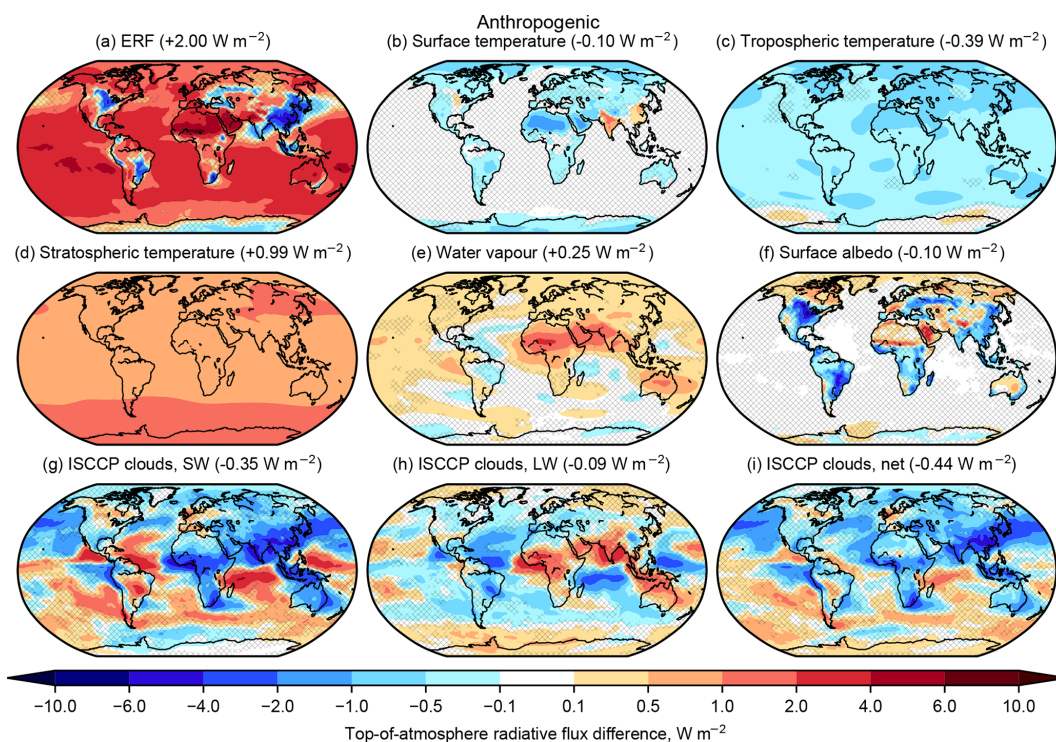 Anthropogenic
(a) ERF (+2.00 W m⁻²)
(b) Surface temperature (-0.10 W m⁻²)
(c) Tropospheric temperature (-0.39 W m⁻²)
(d) Stratospheric temperature (+0.99 W m⁻²)
(e) Water vapour (+0.25 W m⁻²)
(f) Surface albedo (-0.10 W m⁻²)
(g) ISCCP clouds, SW (-0.35 W m⁻²)
(h) ISCCP clouds, LW (-0.09 W m⁻²)
(i) ISCCP clouds, net (-0.44 W m⁻²)
−10.0 −6.0 −4.0 −2.0 −1.0 −0.5 −0.1 0.1 0.5 1.0 2.0 4.0 6.0 10.0
Top-of-atmosphere radiative flux difference, W m⁻²